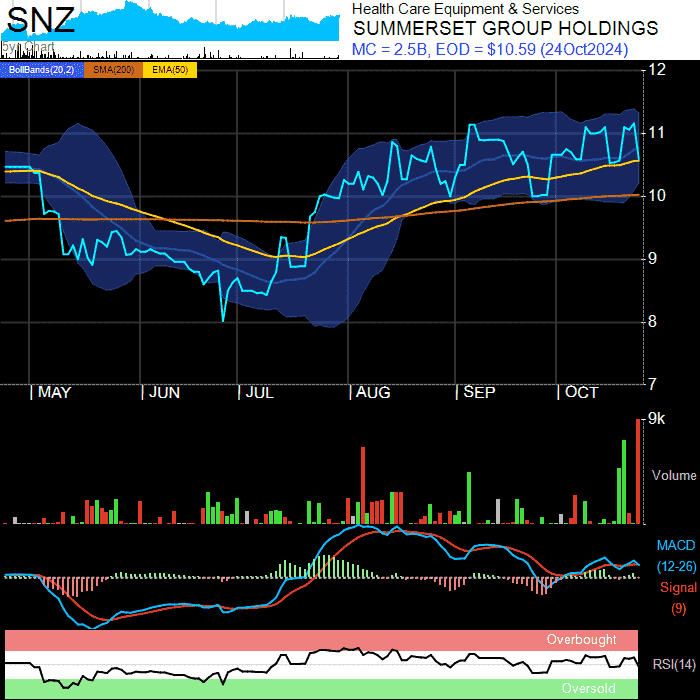 SNZ
Health Care Equipment & Services
SUMMERSET GROUP HOLDINGS
5yr Chart
MC = 2.5B, EOD = $10.59 (24Oct2024)
BollBands(20,2) SMA(200) EMA(50)
12
11
10
9
8
7
MAY JUN JUL AUG SEP OCT
9k
Volume
MACD
(12-26)
Signal
(9)
Overbought
RSI(14)
Oversold